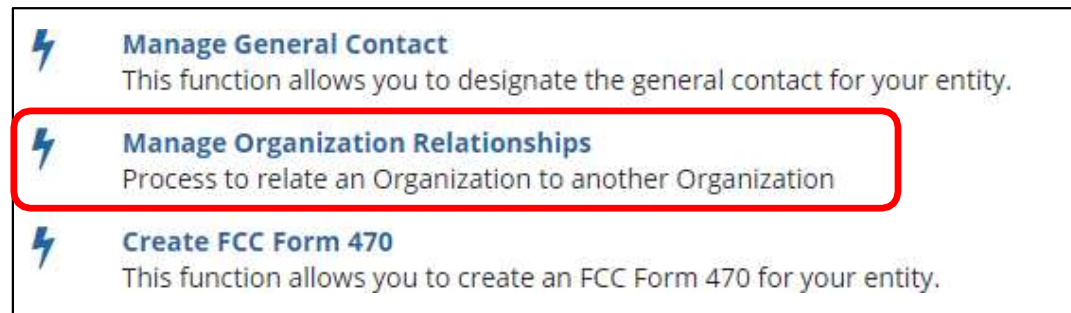 Manage General Contact
This function allows you to designate the general contact for your entity.
Manage Organization Relationships
Process to relate an Organization to another Organization
Create FCC Form 470
This function allows you to create an FCC Form 470 for your entity.